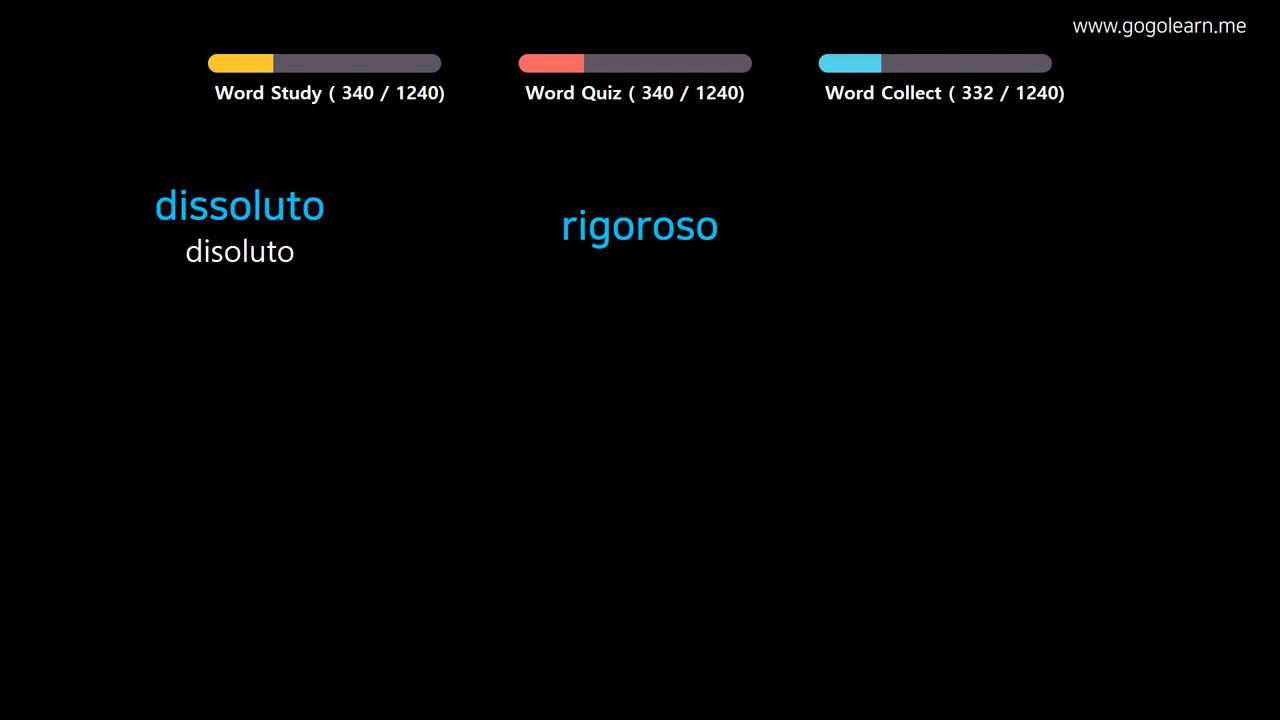 www.gogolearn.me
Word Study ( 340 / 1240)
Word Quiz ( 340 / 1240)
Word Collect ( 332 / 1240)
dissoluto
disoluto
rigoroso